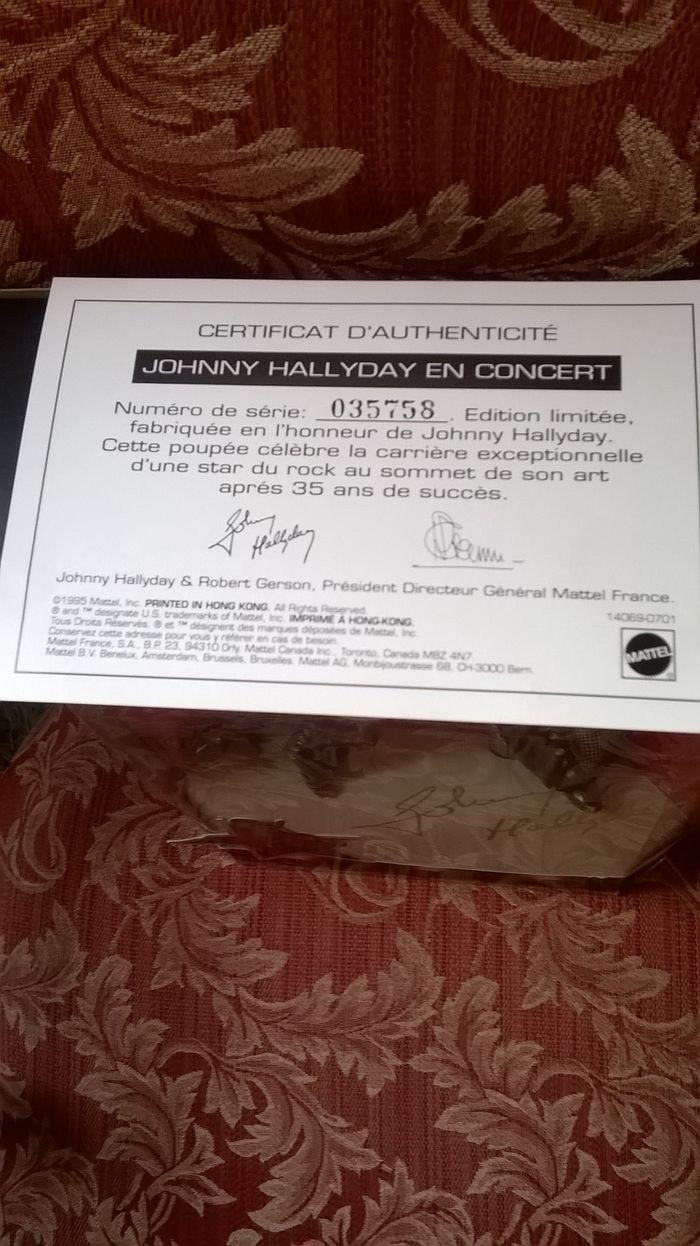 CERTIFICAT D'AUTHENTICITÉ
JOHNNY HALLYDAY EN CONCERT
Numéro de série: 035758. Edition limitée,
fabriquée en l'honneur de Johnny Hallyday.
Cette poupée célèbre la carrière exceptionnelle
d'une star du rock au sommet de son art
aprés 35 ans de succès.
Johnny Hallyday
Johnny Hallyday & Robert Gerson, Président Directeur Général Mattel France.
©1995 Mattel, Inc. PRINTED IN HONG KONG. All Rights Reserved.
® and ™ designate U.S. trademarks of Mattel, Inc. IMPRIMÉ À HONG-KONG.
Tous Droits Réservés. ® et ™ désignent des marques déposées de Mattel, Inc.
Conservez cette adresse pour vous y référer en cas de besoin.
Mattel France, S.A., B.P. 23, 94310 Orly. Mattel Canada Inc., Toronto, Canada M8Z 4N7.
Mattel B.V. Benelux, Amsterdam, Brussels, Bruxelles. Mattel AG, Monbijoustrasse 68, CH-3000 Bern.
14069-0701
MATTEL
Johnny